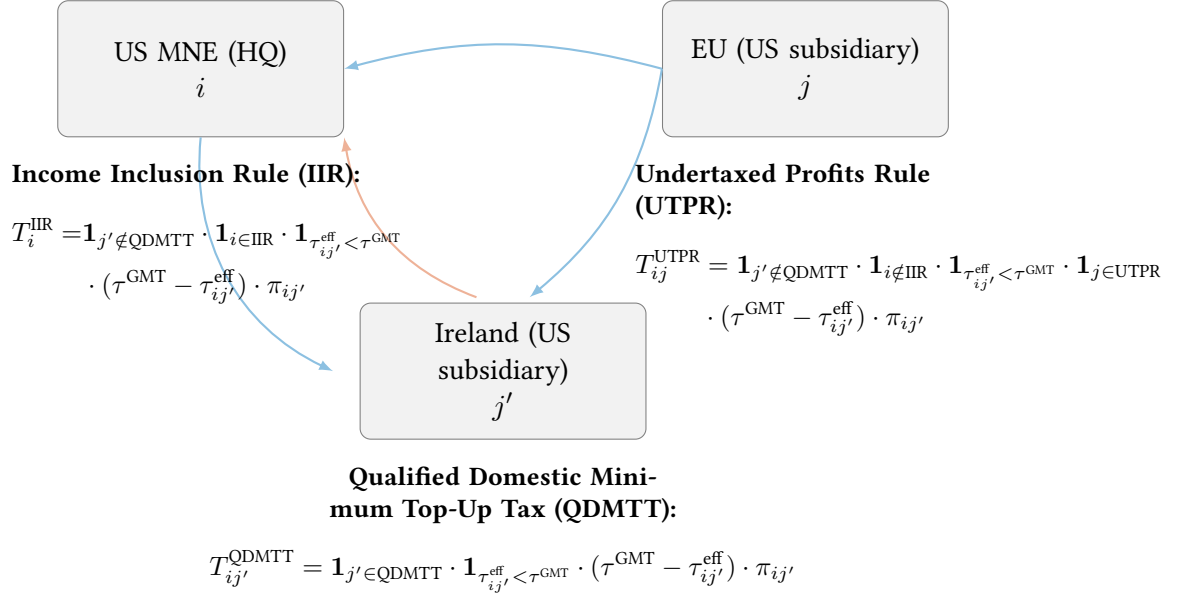 US MNE (HQ)
i
EU (US subsidiary)
j
Income Inclusion Rule (IIR):
T_i^IIR =1_{j′∉QDMTT} · 1_{i∈IIR} · 1_{τ_{ij′}^eff<τ^GMT}
· (τ^GMT − τ_{ij′}^eff) · π_{ij′}
Undertaxed Profits Rule
(UTPR):
T_{ij}^UTPR = 1_{j′∉QDMTT} · 1_{i∉IIR} · 1_{τ_{ij′}^eff<τ^GMT} · 1_{j∈UTPR}
· (τ^GMT − τ_{ij′}^eff) · π_{ij′}
Ireland (US
subsidiary)
j′
Qualified Domestic Mini-
mum Top-Up Tax (QDMTT):
T_{ij′}^QDMTT = 1_{j′∈QDMTT} · 1_{τ_{ij′}^eff<τ^GMT} · (τ^GMT − τ_{ij′}^eff) · π_{ij′}